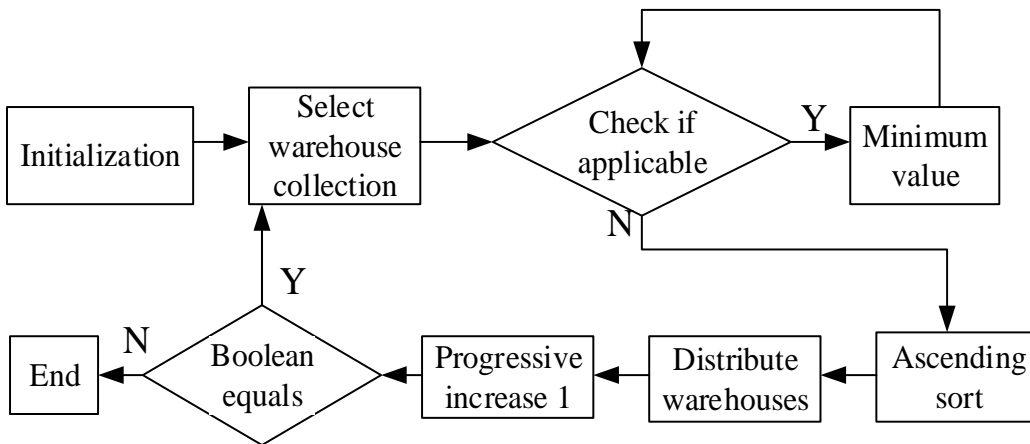 Initialization
Select
warehouse
collection
Check if
applicable
Y
Minimum
value
N
Ascending
sort
Distribute
warehouses
Progressive
increase 1
Boolean
equals
Y
N
End